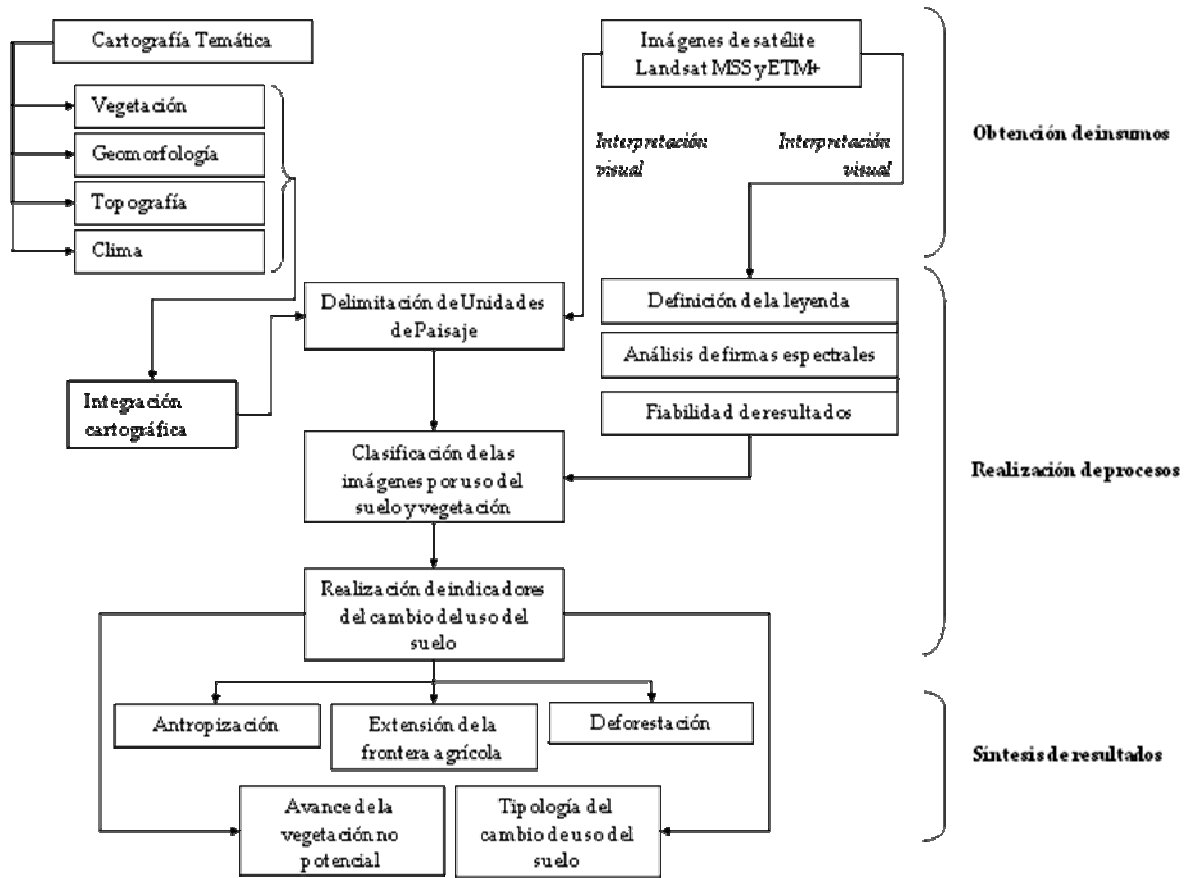 Cartografía Temática
Vegetación
Geomorfología
Topografía
Clima
Imágenes de satélite
Landsat MSS y ETM+
Interpretación
visual
Interpretación
visual
Obtención de insumos
Delimitación de Unidades
de Paisaje
Definición de la leyenda
Análisis de firmas espectrales
Fiabilidad de resultados
Integración
cartográfica
Clasificación de las
imágenes por uso del
suelo y vegetación
Realización de procesos
Realización de indicadores
del cambio del uso del
suelo
Antropización
Extensión de la
frontera agrícola
Deforestación
Síntesis de resultados
Avance de la
vegetación no
potencial
Tipología del
cambio de uso del
suelo